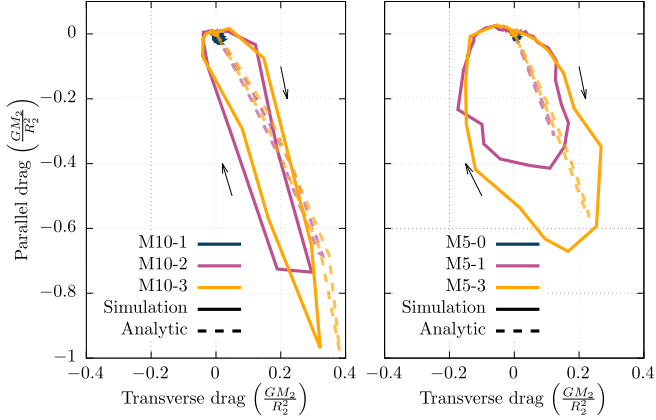 0
−0.2
−0.4
−0.6
−0.8
−1
−0.4 −0.2 0 0.2 0.4
Parallel drag (GM₂/R₂²)
Transverse drag (GM₂/R₂²)
M10-1
M10-2
M10-3
Simulation
Analytic
−0.4 −0.2 0 0.2 0.4
Transverse drag (GM₂/R₂²)
M5-0
M5-1
M5-3
Simulation
Analytic